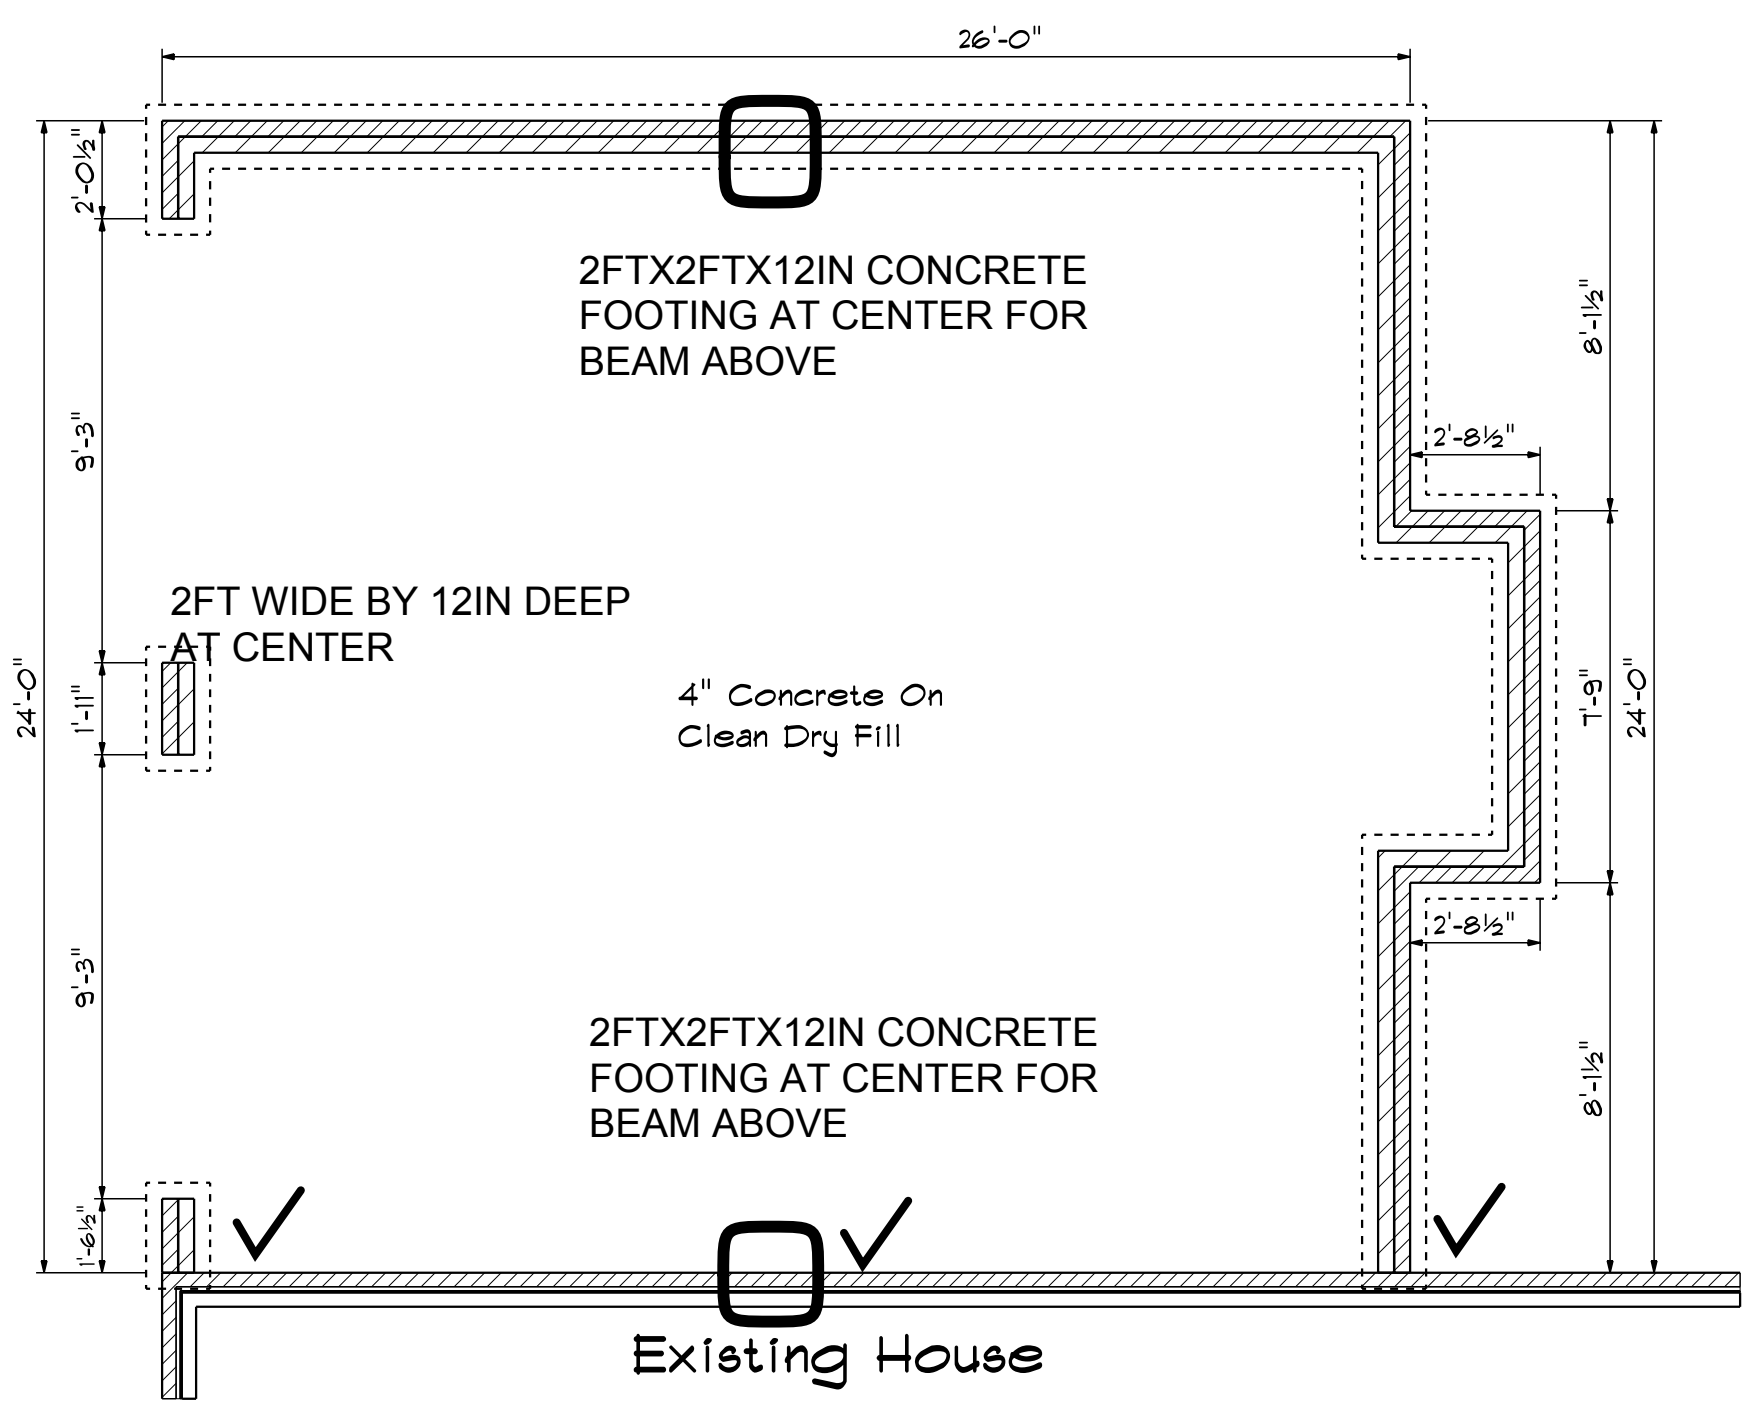 26'-0"
2'-0½"
8'-1½"
2FTX2FTX12IN CONCRETE
FOOTING AT CENTER FOR
BEAM ABOVE
9'-3"
2'-8½"
2FT WIDE BY 12IN DEEP
AT CENTER
24'-0"
1'-11"
4" Concrete On
Clean Dry Fill
7'-9"
24'-0"
2'-8½"
9'-3"
2FTX2FTX12IN CONCRETE
FOOTING AT CENTER FOR
BEAM ABOVE
8'-1½"
1'-6½"
Existing House